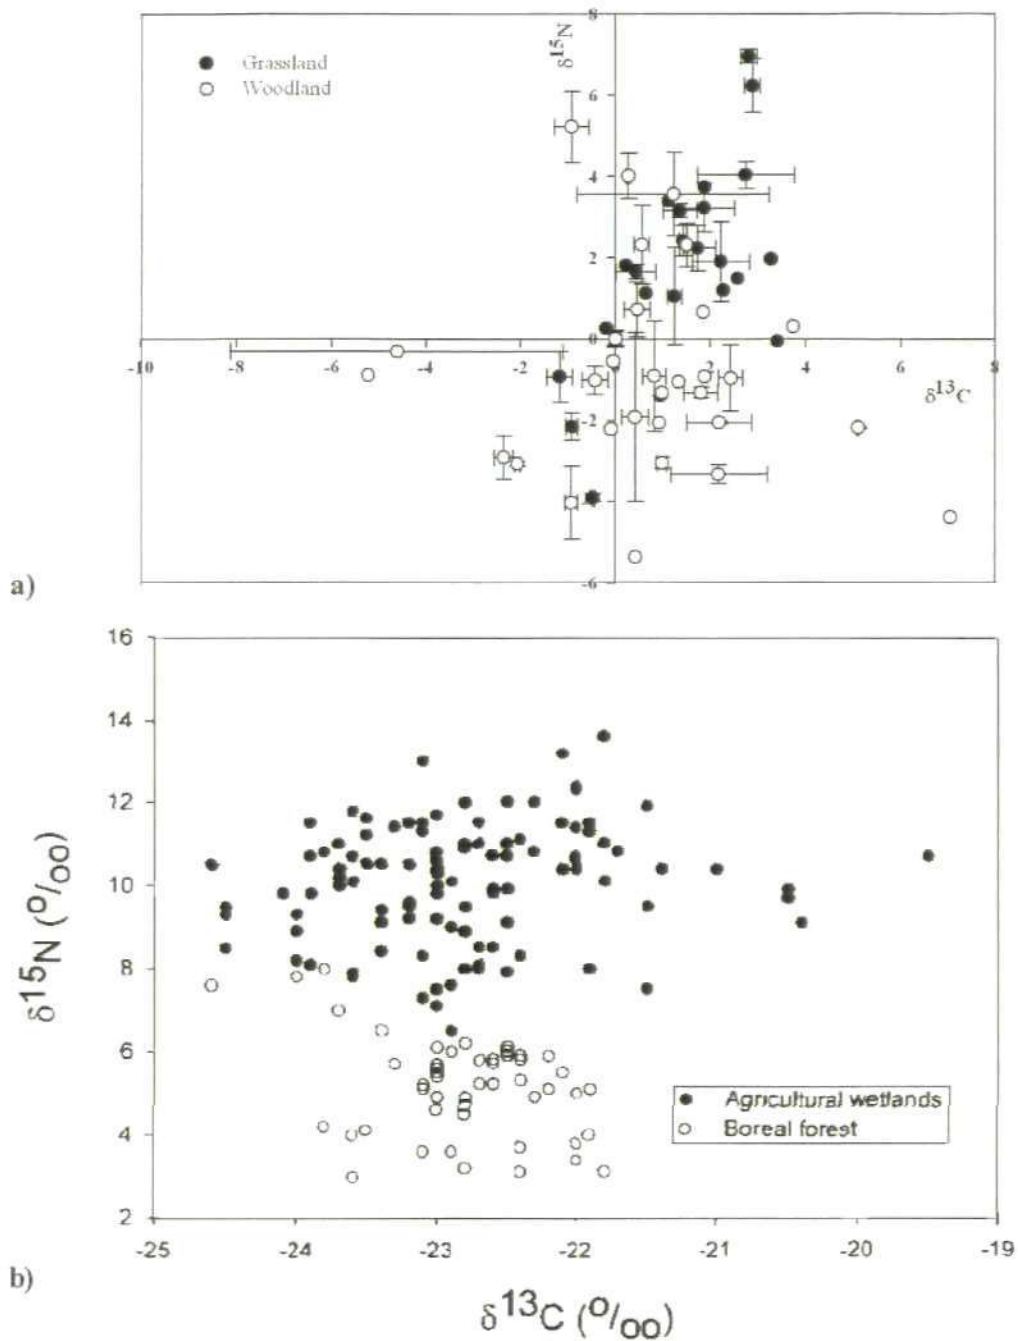 8
δ15N
Grassland
Woodland
6
4
2
0
-10 -8 -6 -4 -2 0 2 4 6 8
δ13C
-2
-4
-6
a)
16
14
12
10
8
6
4
2
δ15N (o/oo)
Agricultural wetlands
Boreal forest
-25 -24 -23 -22 -21 -20 -19
b)
δ13C (o/oo)